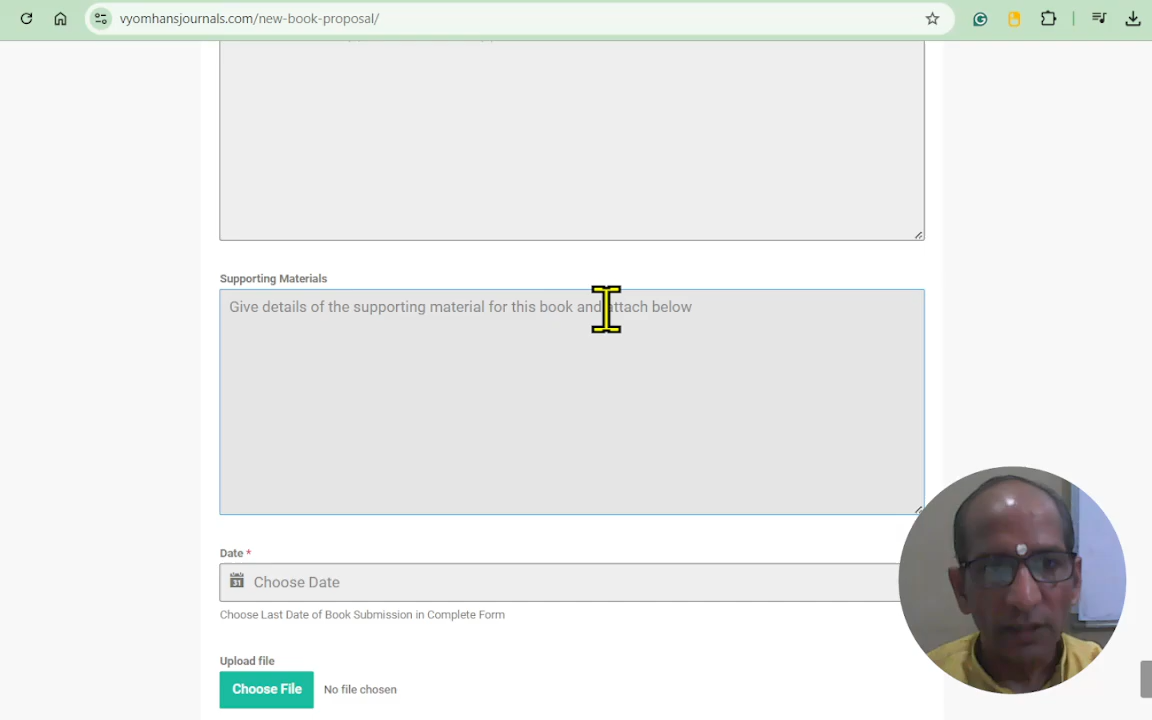 vyomhansjournals.com/new-book-proposal/
Supporting Materials
Give details of the supporting material for this book and attach below
Date *
31
Choose Date
Choose Last Date of Book Submission in Complete Form
Upload file
Choose File
No file chosen